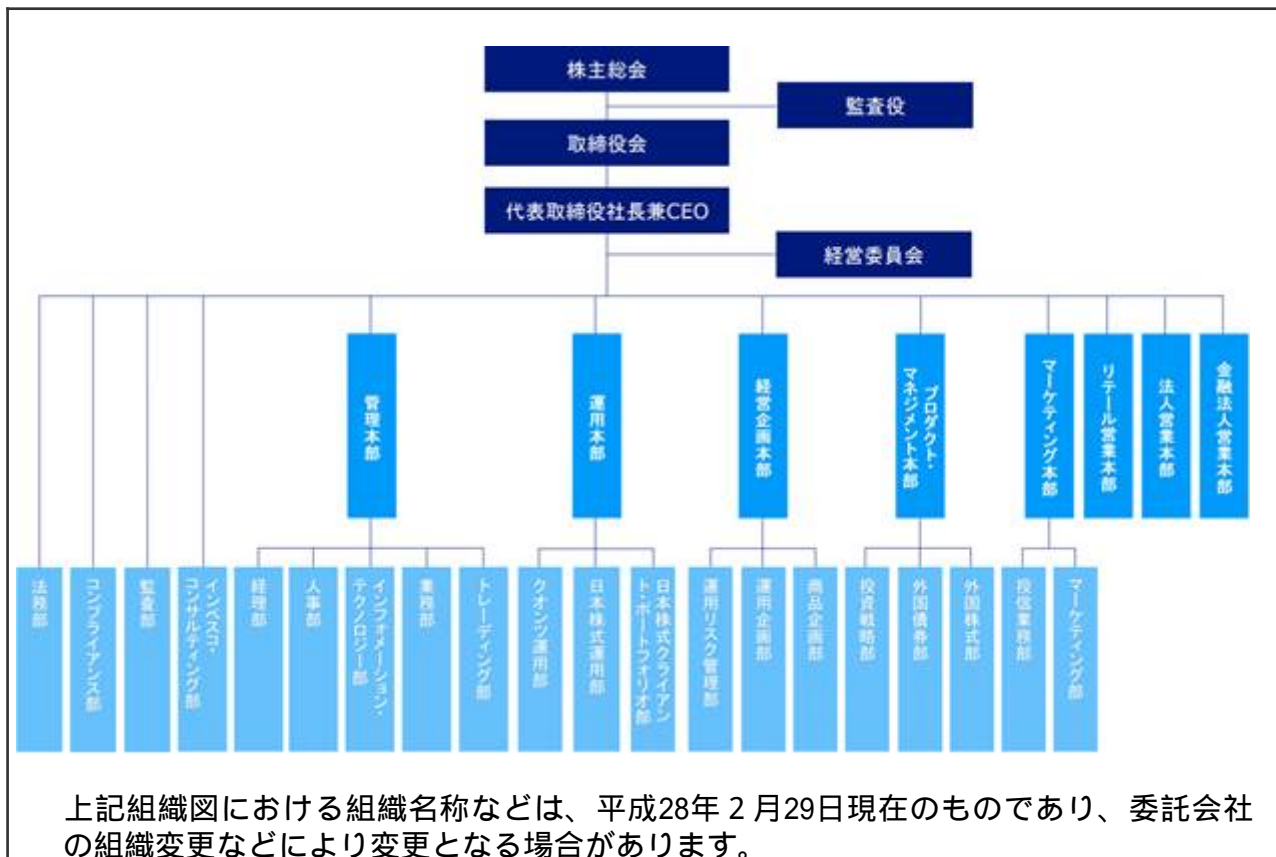 株主総会
監査役
取締役会
代表取締役社長兼CEO
経営委員会
管理本部
運用本部
経営企画本部
プロダクト・
マネジメント本部
マーケティング本部
リテール営業本部
法人営業本部
金融法人営業本部
法務部
コンプライアンス部
監査部
インベスコ・
コンサルティング部
経理部
人事部
インフォメーション・
テクノロジー部
業務部
トレーディング部
クオンツ運用部
日本株式運用部
日本株式クライアン
ト・ポートフォリオ部
運用リスク管理部
運用企画部
商品企画部
投資戦略部
外国債券部
外国株式部
投信業務部
マーケティング部
上記組織図における組織名称などは、平成28年2月29日現在のものであり、委託会社
の組織変更などにより変更となる場合があります。